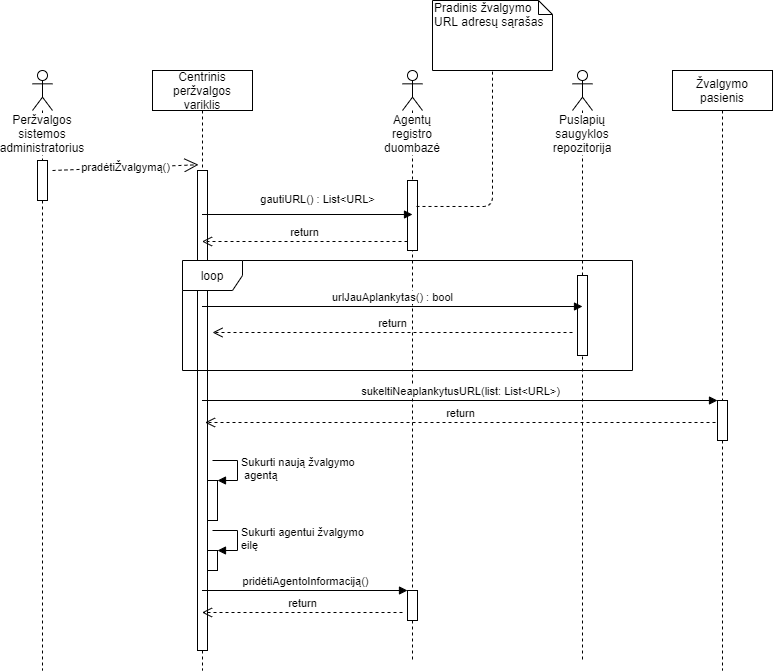 Pradinis žvalgymo
URL adresų sąrašas
Peržvalgos
sistemos
administratorius
Centrinis
peržvalgos
variklis
Agentų
registro
duombazė
Puslapių
saugyklos
repozitorija
Žvalgymo
pasienis
pradėtiŽvalgymą()
gautiURL() : List<URL>
return
loop
urlJauAplankytas() : bool
return
sukeltiNeaplankytusURL(list: List<URL>)
return
Sukurti naują žvalgymo
agentą
Sukurti agentui žvalgymo
eilę
pridėtiAgentoInformaciją()
return